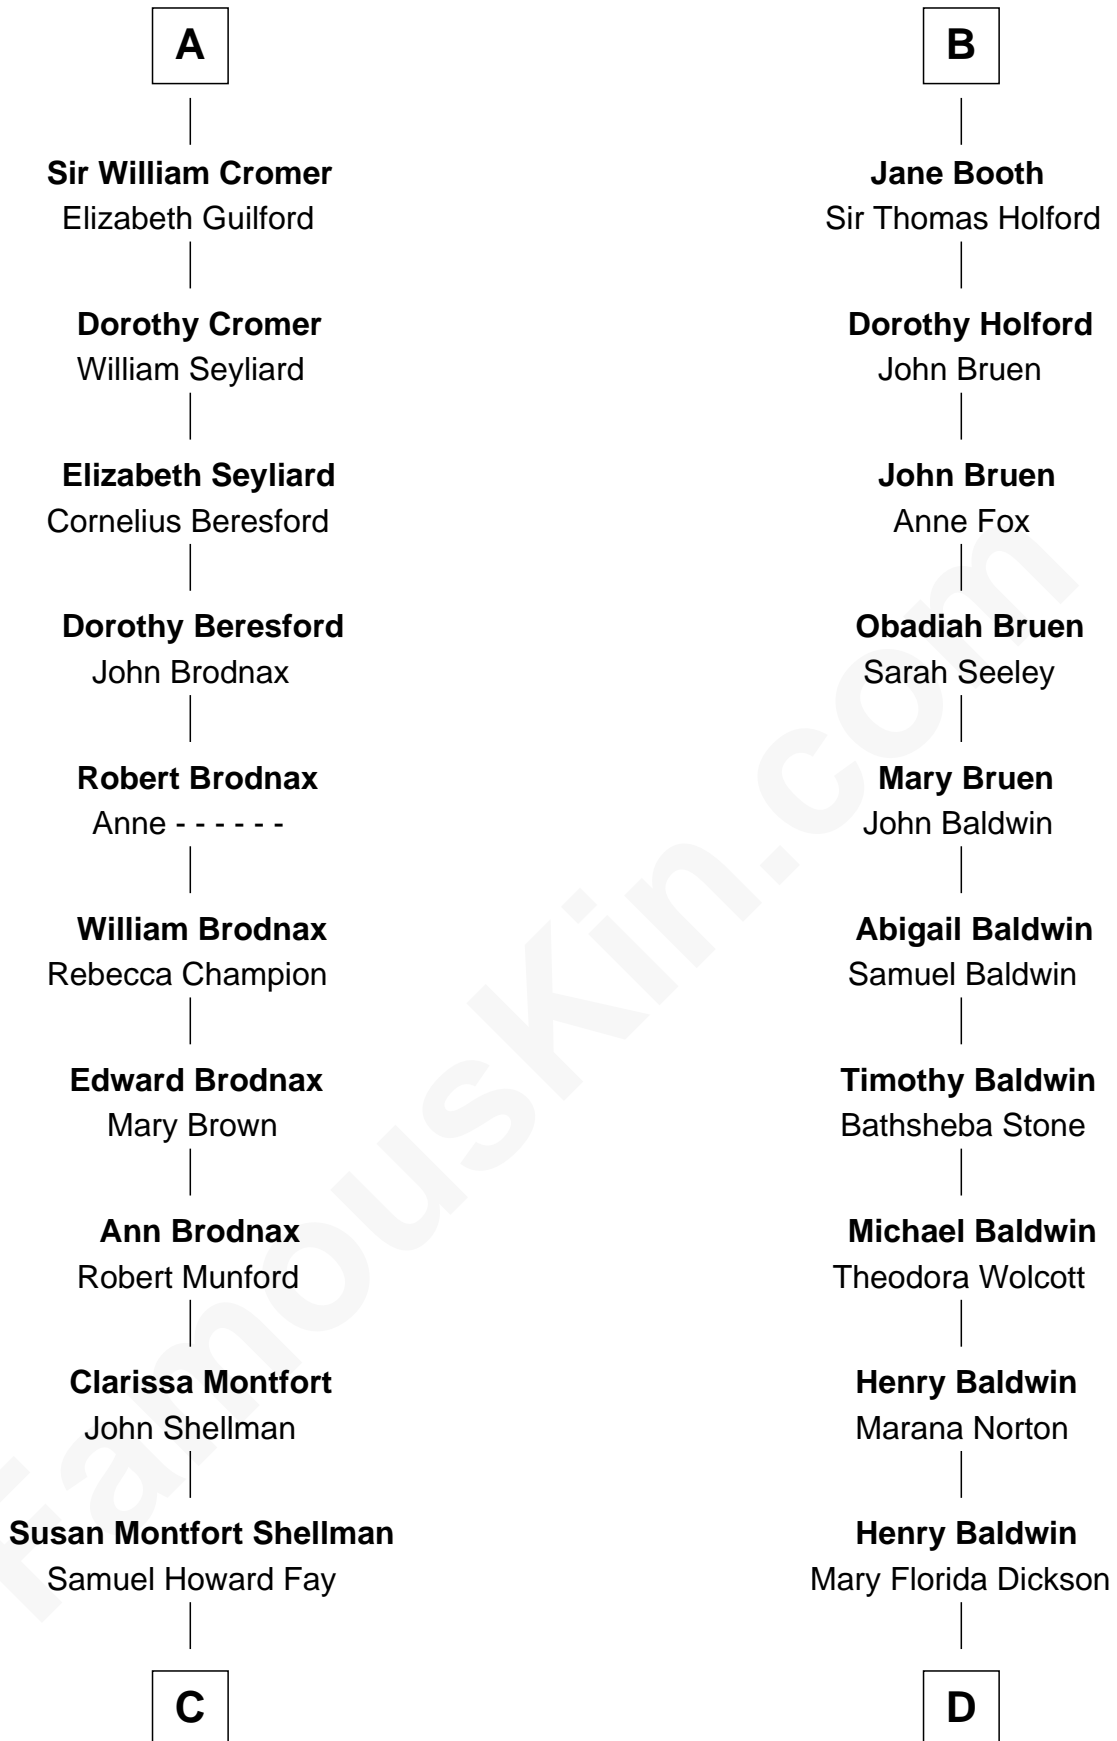 A
Sir William Cromer
Elizabeth Guilford
Dorothy Cromer
William Seyliard
Elizabeth Seyliard
Cornelius Beresford
Dorothy Beresford
John Brodnax
Robert Brodnax
Anne - - - - - -
William Brodnax
Rebecca Champion
Edward Brodnax
Mary Brown
Ann Brodnax
Robert Munford
Clarissa Montfort
John Shellman
Susan Montfort Shellman
Samuel Howard Fay
C
B
Jane Booth
Sir Thomas Holford
Dorothy Holford
John Bruen
John Bruen
Anne Fox
Obadiah Bruen
Sarah Seeley
Mary Bruen
John Baldwin
Abigail Baldwin
Samuel Baldwin
Timothy Baldwin
Bathsheba Stone
Michael Baldwin
Theodora Wolcott
Henry Baldwin
Marana Norton
Henry Baldwin
Mary Florida Dickson
D
FamousKin.com